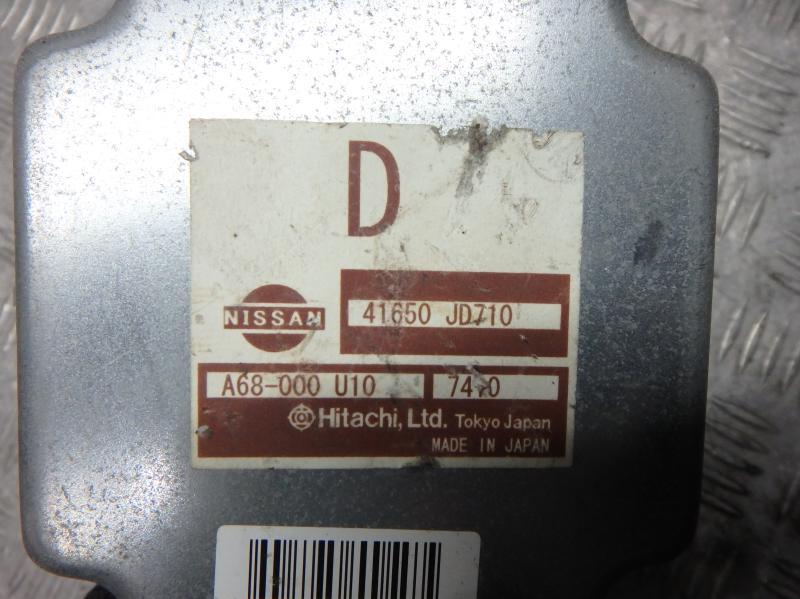 D
NISSAN
41650 JD710
A68-000 U10
Hitachi, Ltd. Tokyo Japan
MADE IN JAPAN